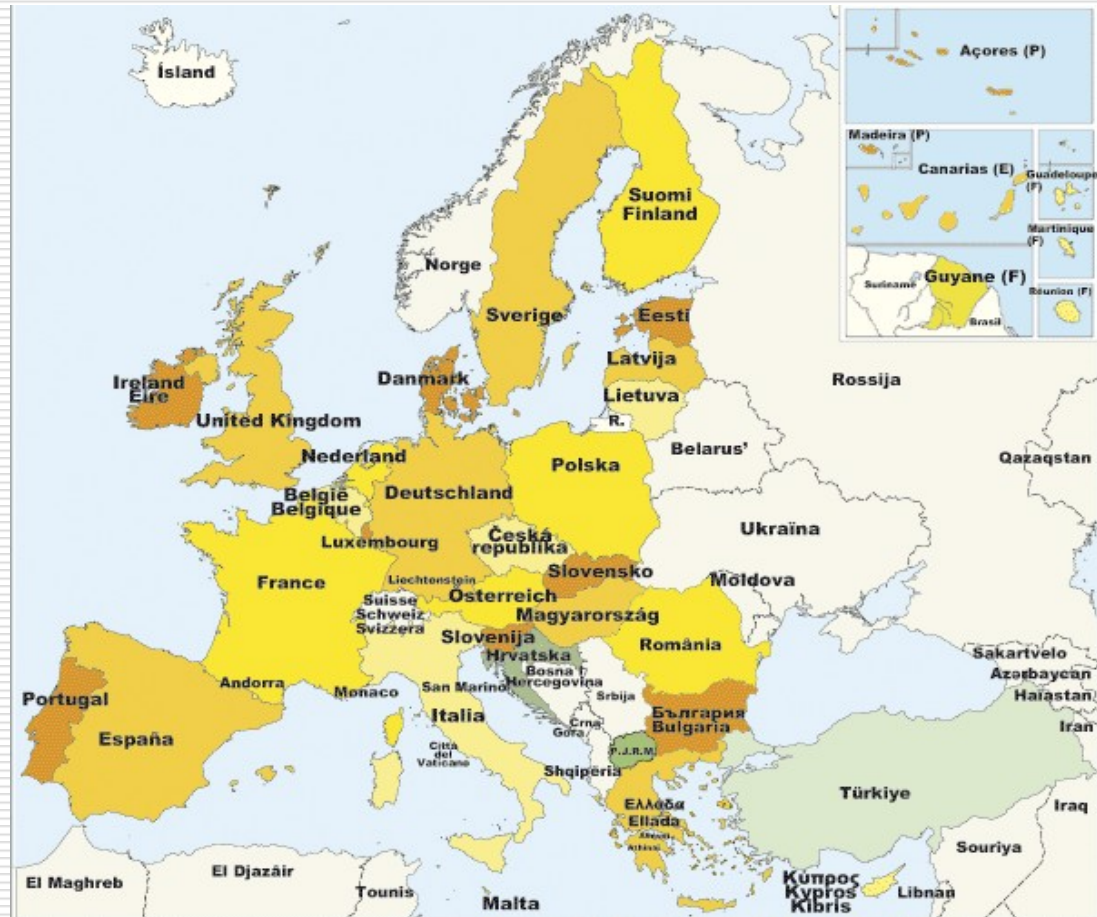 Ísland
Açores (P)
Madeira (P)
Canarias (E)
Guadeloupe
(F)
Martinique
(F)
Guyane (F)
Suriname
Brasil
Réunion (F)
Suomi
Finland
Norge
Sverige
Eesti
Latvija
Lietuva
R.
Danmark
Ireland
Éire
United Kingdom
Rossija
Belarus’
Qazaqstan
Nederland
België
Belgique
Deutschland
Polska
Luxembourg
Česká
republika
Ukraïna
Slovensko
France
Liechtenstein
Österreich
Moldova
Suisse
Schweiz
Svizzera
Magyarország
Slovenija
Hrvatska
România
Bosna i
Hercegovina
Srbija
Sakartvelo
Azərbaycan
Haiastan
Iran
Portugal
España
Andorra
Monaco
San Marino
Italia
Città
del
Vaticano
Crna
Gora
България
Bulgaria
F.J.R.M.
Shqipëria
Türkiye
Iraq
Ελλάδα
Ellada
Athinai
Souriya
Κύπρος
Kypros
Kibris
Libnan
El Maghreb
El Djazâir
Tounis
Malta